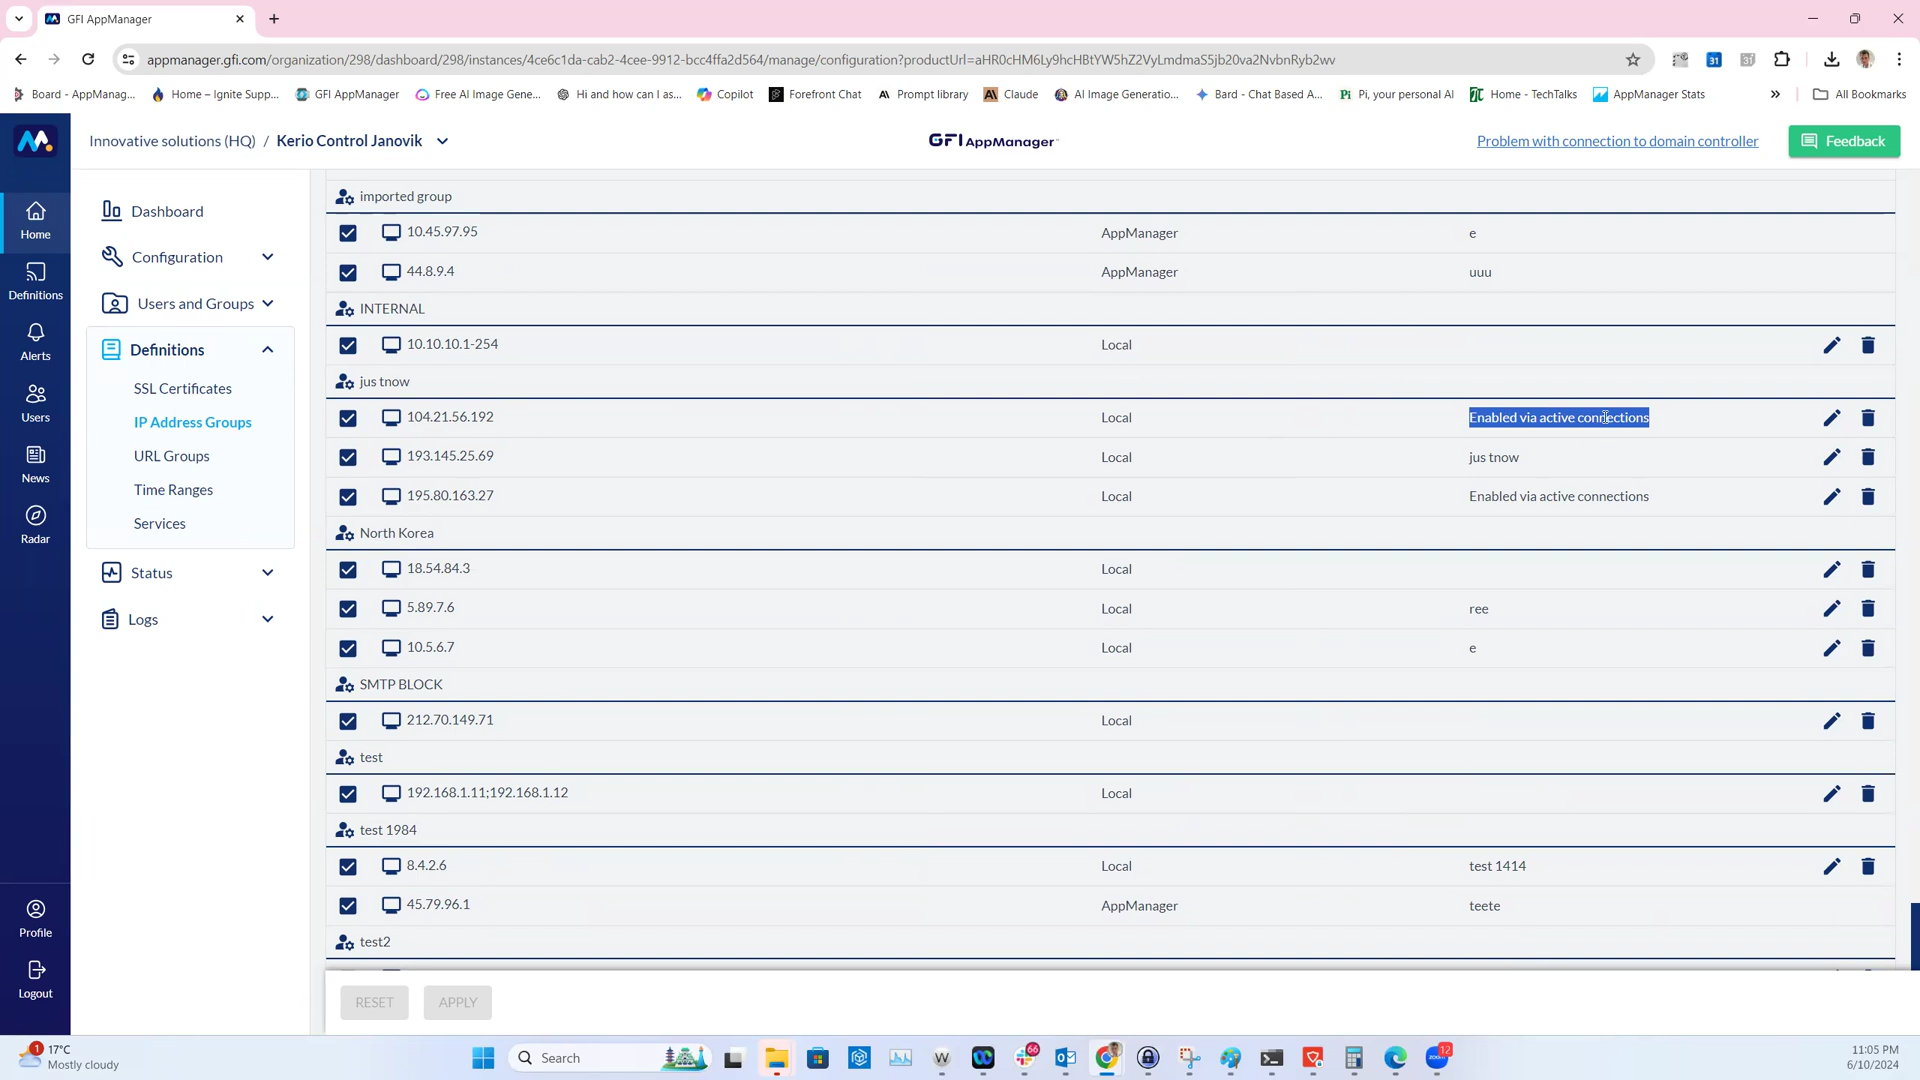 GFI AppManager
appmanager.gfi.com/organization/298/dashboard/298/instances/4ce6c1da-cab2-4cee-9912-bcc4ffa2d564/manage/configuration?productUrl=aHR0cHM6Ly9hcHBtYW5hZ2VyLmdmaS5jb20va2NvbnRyb2wv
Board - AppManag... Home – Ignite Supp... GFI AppManager Free AI Image Gene... Hi and how can I as... Copilot Forefront Chat Prompt library Claude AI Image Generatio... Bard - Chat Based A... Pi, your personal AI Home - TechTalks AppManager Stats » All Bookmarks
Innovative solutions (HQ) / Kerio Control Janovik GFI AppManager Problem with connection to domain controller Feedback
Home
Definitions
Alerts
Users
News
Radar
Profile
Logout
Dashboard
Configuration
Users and Groups
Definitions
SSL Certificates
IP Address Groups
URL Groups
Time Ranges
Services
Status
Logs
imported group
10.45.97.95 AppManager e
44.8.9.4 AppManager uuu
INTERNAL
10.10.10.1-254 Local
jus tnow
104.21.56.192 Local Enabled via active connections
193.145.25.69 Local jus tnow
195.80.163.27 Local Enabled via active connections
North Korea
18.54.84.3 Local
5.89.7.6 Local ree
10.5.6.7 Local e
SMTP BLOCK
212.70.149.71 Local
test
192.168.1.11;192.168.1.12 Local
test 1984
8.4.2.6 Local test 1414
45.79.96.1 AppManager teete
test2
RESET APPLY
1 17°C
Mostly cloudy
Search
66
12
11:05 PM
6/10/2024